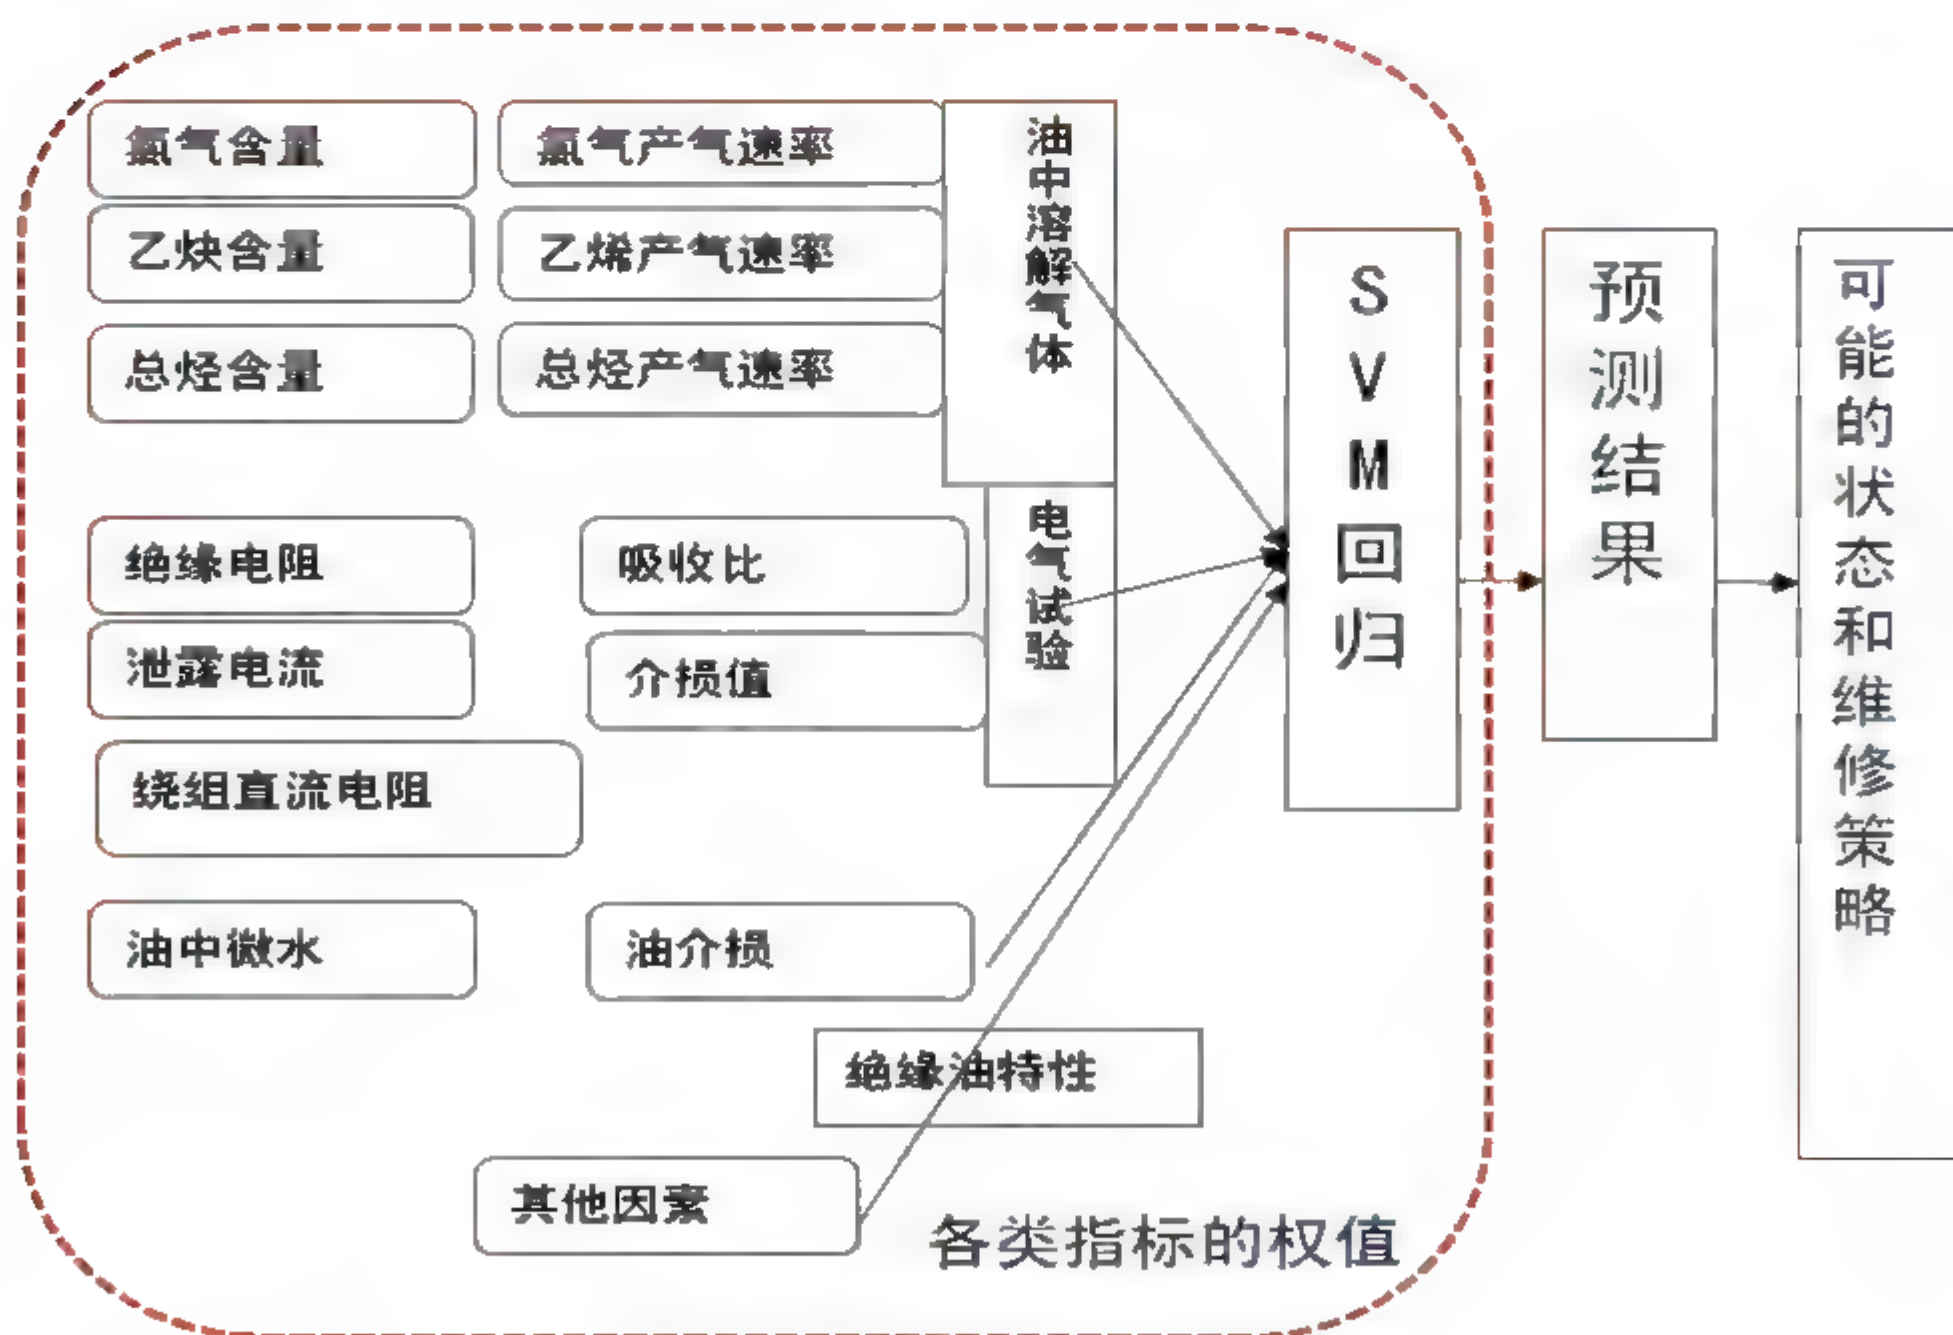 氢气含量
氢气产气速率
乙炔含量
乙烯产气速率
总烃含量
总烃产气速率
油中溶解气体
绝缘电阻
吸收比
泄露电流
介损值
绕组直流电阻
电气试验
油中微水
油介损
绝缘油特性
其他因素
各类指标的权值
SVM回归
预测结果
可能的状态和维修策略